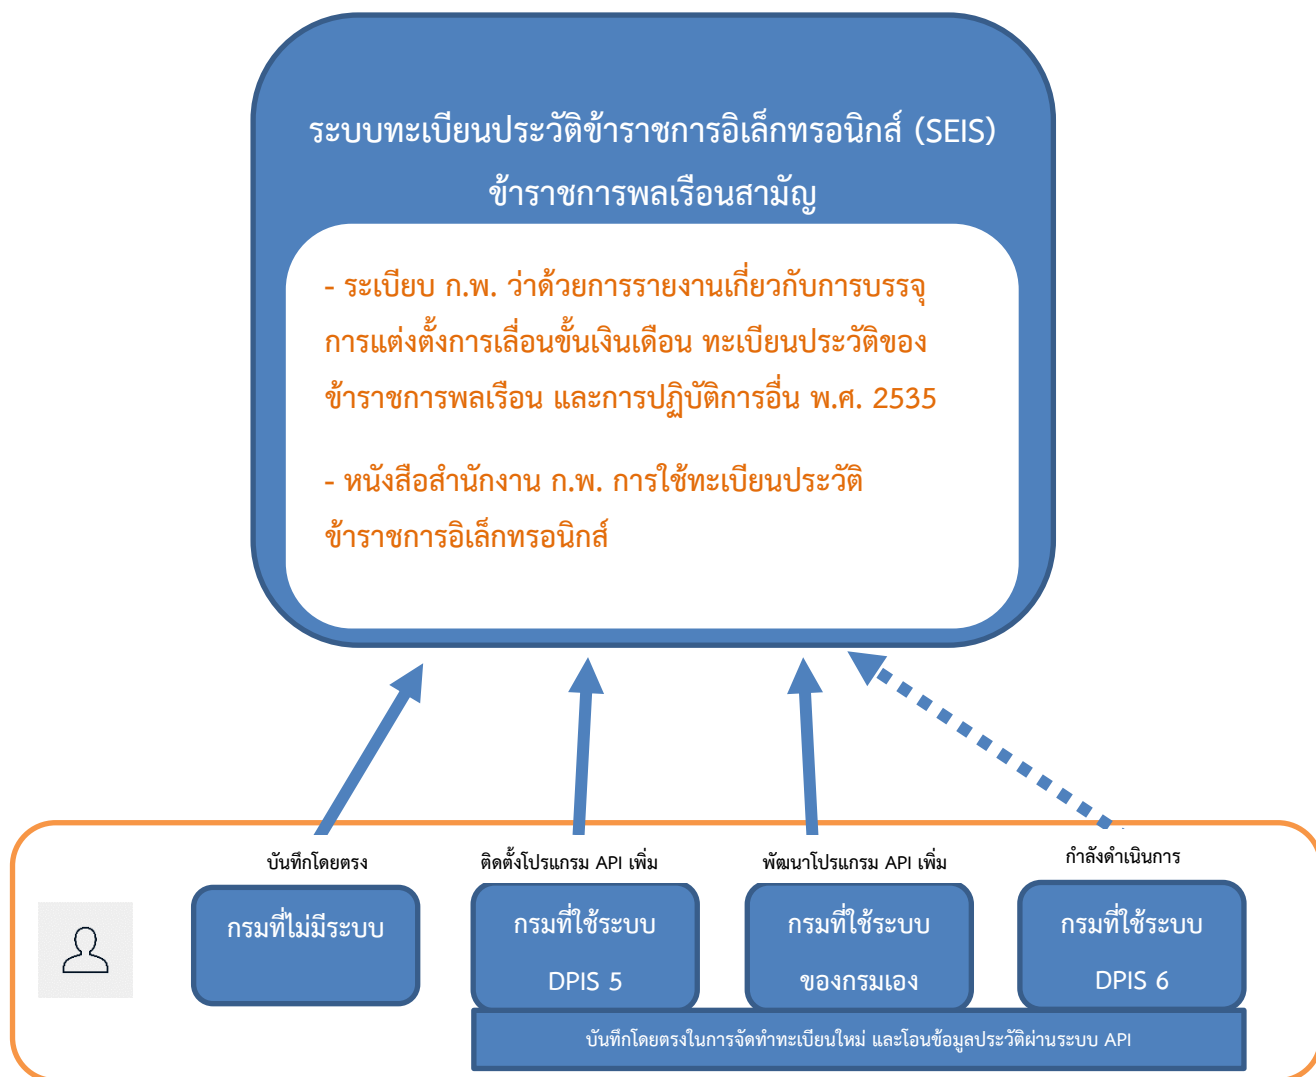 ระบบทะเบียนประวัติข้าราชการอิเล็กทรอนิกส์ (SEIS)
ข้าราชการพลเรือนสามัญ
- ระเบียบ ก.พ. ว่าด้วยการรายงานเกี่ยวกับการบรรจุ
การแต่งตั้งการเลื่อนขั้นเงินเดือน ทะเบียนประวัติของ
ข้าราชการพลเรือน และการปฏิบัติการอื่น พ.ศ. 2535
- หนังสือสำนักงาน ก.พ. การใช้ทะเบียนประวัติ
ข้าราชการอิเล็กทรอนิกส์
บันทึกโดยตรง
ติดตั้งโปรแกรม API เพิ่ม
พัฒนาโปรแกรม API เพิ่ม
กำลังดำเนินการ
กรมที่ไม่มีระบบ
กรมที่ใช้ระบบ
DPIS 5
กรมที่ใช้ระบบ
ของกรมเอง
กรมที่ใช้ระบบ
DPIS 6
บันทึกโดยตรงในการจัดทำทะเบียนใหม่ และโอนข้อมูลประวัติผ่านระบบ API